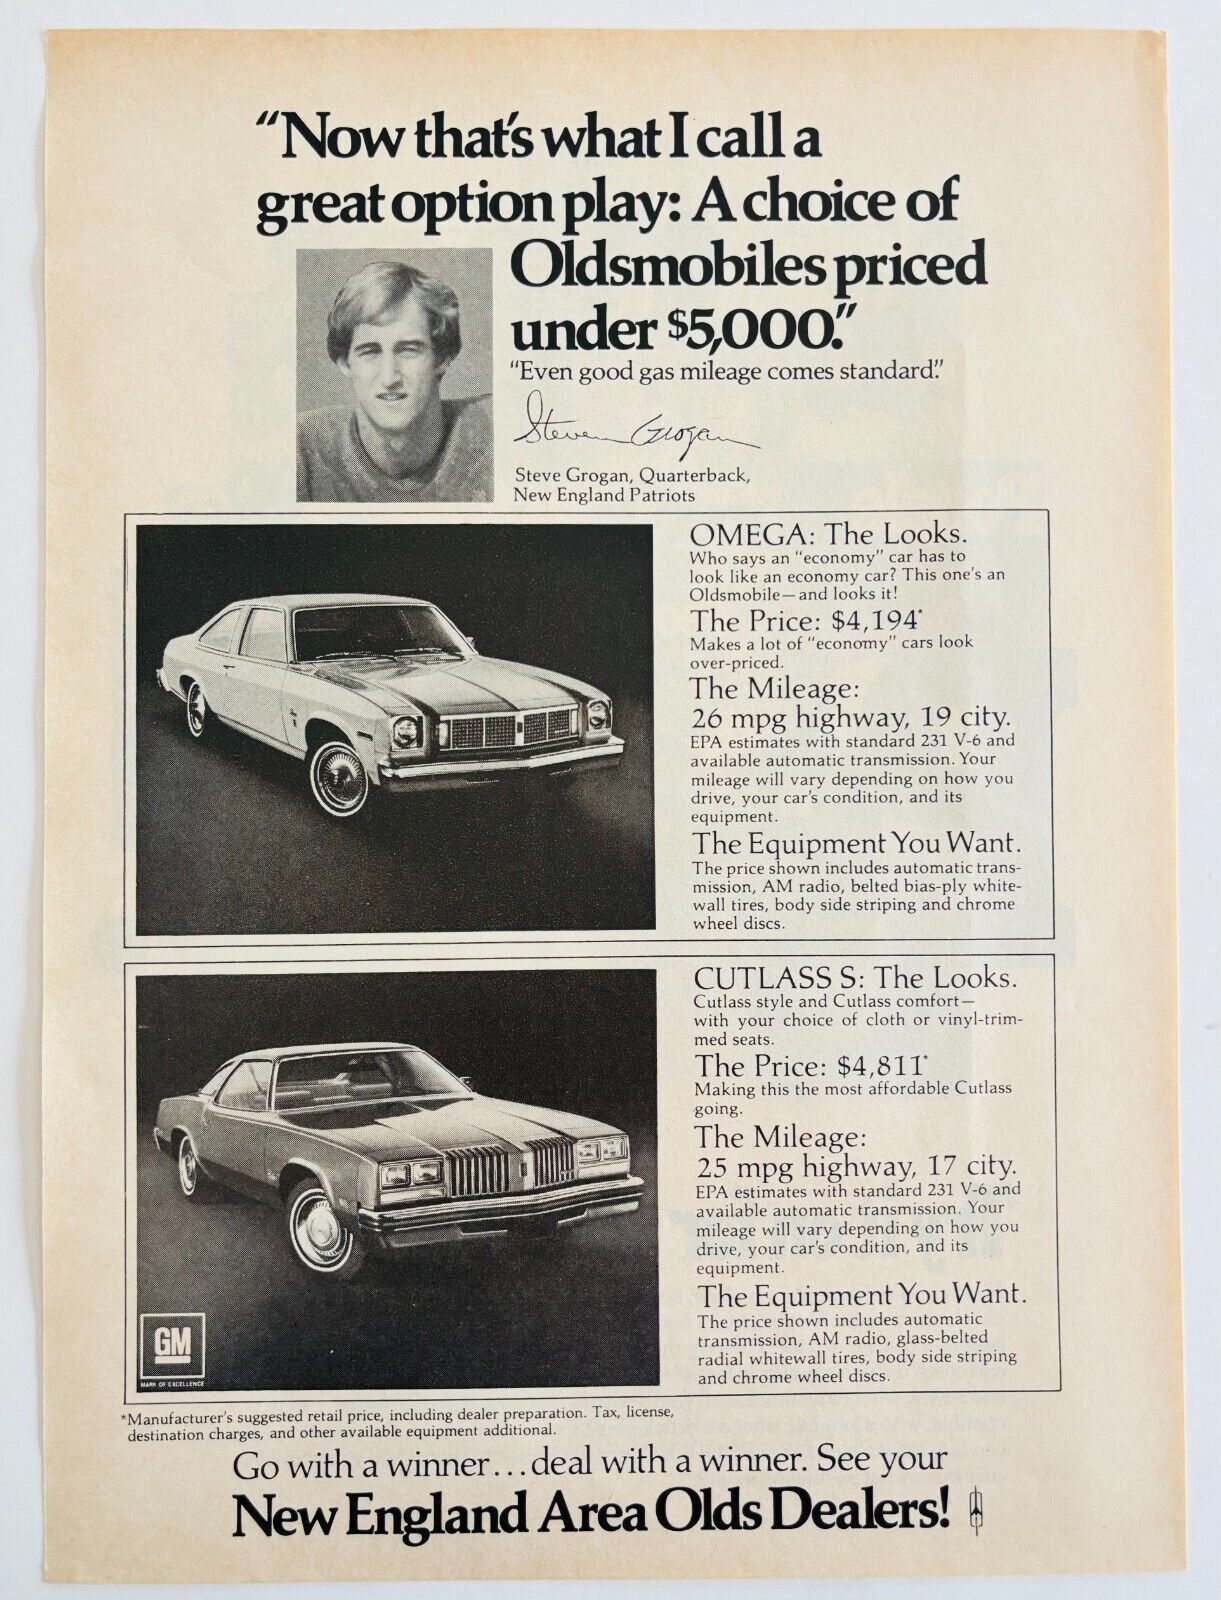 “Now that's what I call a
great option play: A choice of
Oldsmobiles priced
under $5,000.”
“Even good gas mileage comes standard.”
Steven Grogan
Steve Grogan, Quarterback,
New England Patriots
OMEGA: The Looks.
Who says an “economy” car has to
look like an economy car? This one's an
Oldsmobile—and looks it!
The Price: $4,194*
Makes a lot of “economy” cars look
over-priced.
The Mileage:
26 mpg highway, 19 city.
EPA estimates with standard 231 V-6 and
available automatic transmission. Your
mileage will vary depending on how you
drive, your car's condition, and its
equipment.
The Equipment You Want.
The price shown includes automatic trans-
mission, AM radio, belted bias-ply white-
wall tires, body side striping and chrome
wheel discs.
CUTLASS S: The Looks.
Cutlass style and Cutlass comfort—
with your choice of cloth or vinyl-trim-
med seats.
The Price: $4,811*
Making this the most affordable Cutlass
going.
The Mileage:
25 mpg highway, 17 city.
EPA estimates with standard 231 V-6 and
available automatic transmission. Your
mileage will vary depending on how you
drive, your car's condition, and its
equipment.
The Equipment You Want.
The price shown includes automatic
transmission, AM radio, glass-belted
radial whitewall tires, body side striping
and chrome wheel discs.
GM
MARK OF EXCELLENCE
*Manufacturer's suggested retail price, including dealer preparation. Tax, license,
destination charges, and other available equipment additional.
Go with a winner...deal with a winner. See your
New England Area Olds Dealers!